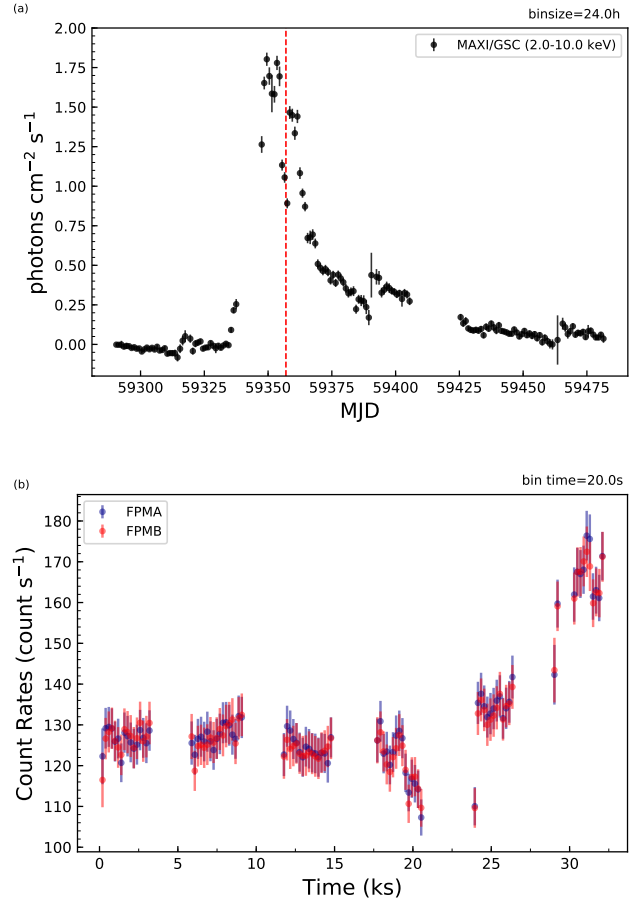 (a)
binsize=24.0h
MAXI/GSC (2.0-10.0 keV)
photons cm⁻² s⁻¹
2.00
1.75
1.50
1.25
1.00
0.75
0.50
0.25
0.00
59300 59325 59350 59375 59400 59425 59450 59475
MJD
(b)
bin time=20.0s
FPMA
FPMB
Count Rates (count s⁻¹)
180
170
160
150
140
130
120
110
100
0 5 10 15 20 25 30
Time (ks)